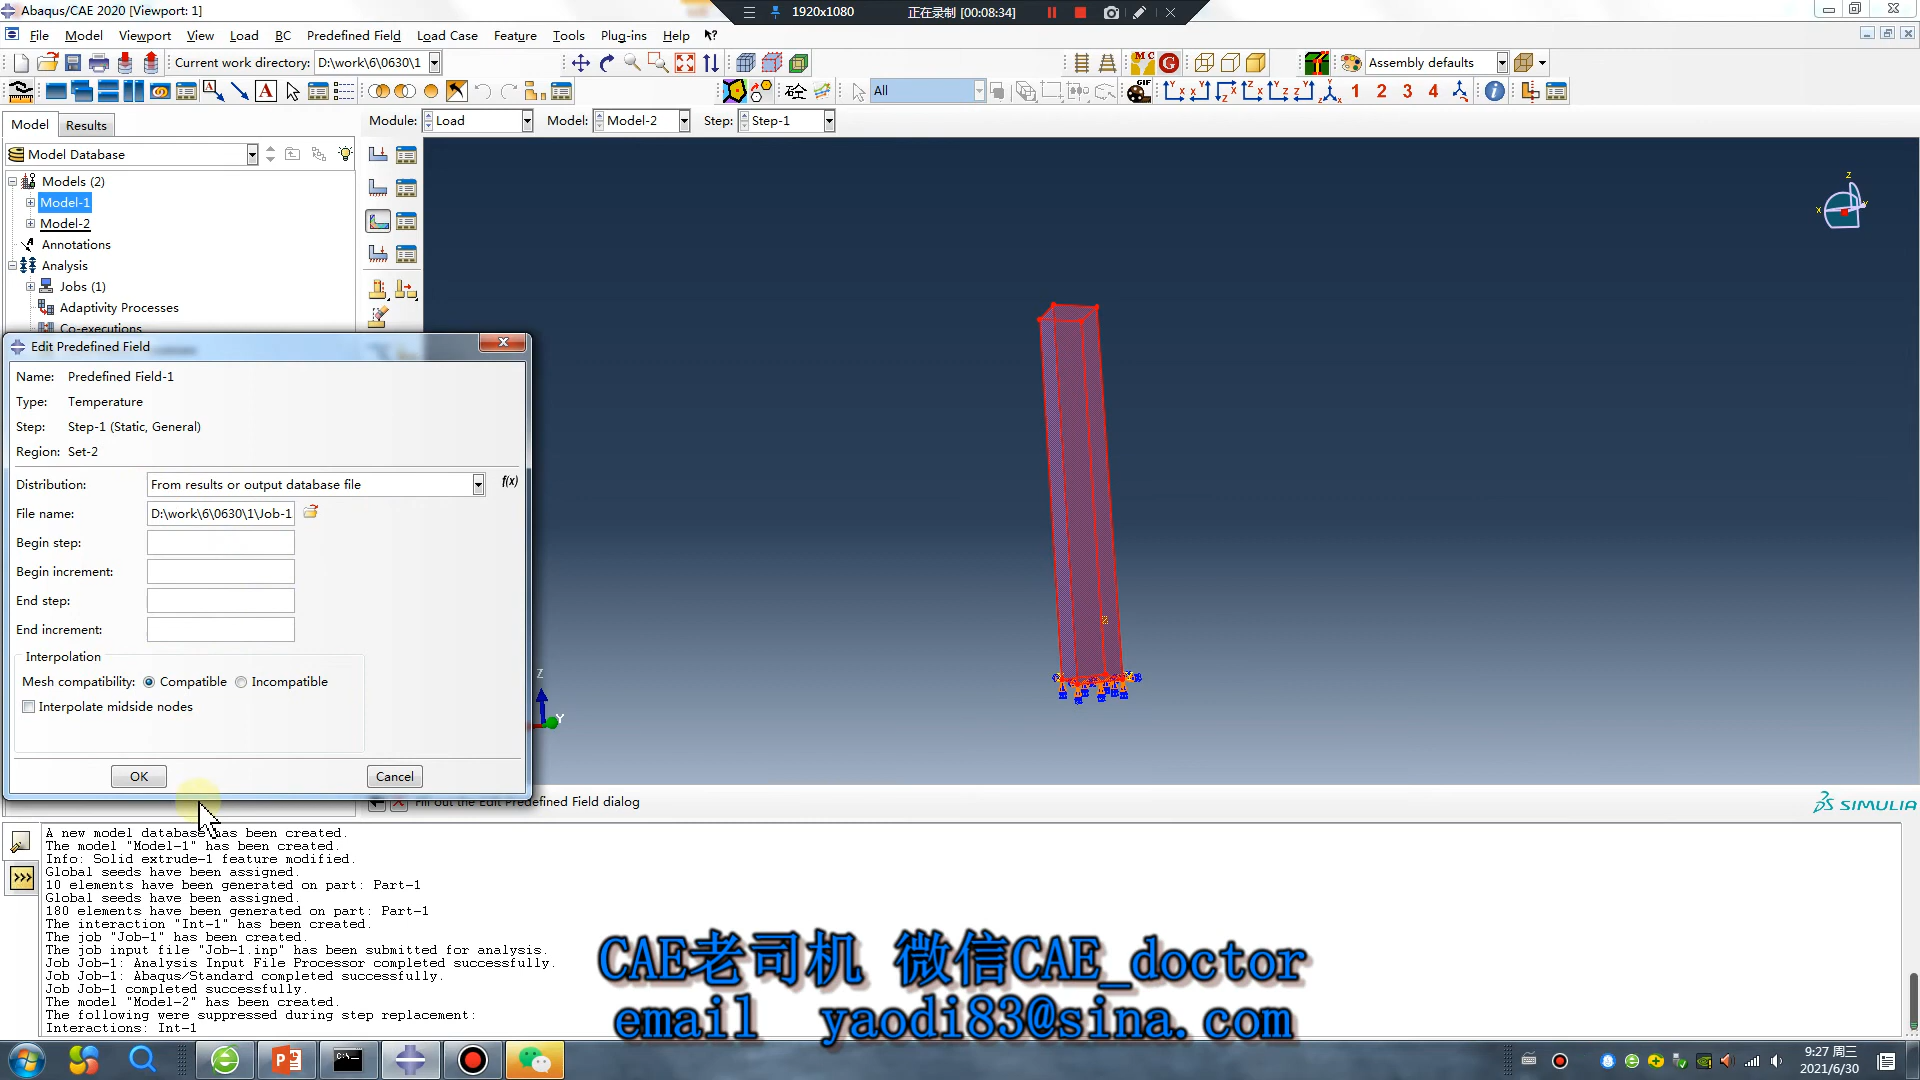 Abaqus/CAE 2020 [Viewport: 1]
1920x1080
正在录制 [00:08:34]
File Model Viewport View Load BC Predefined Field Load Case Feature Tools Plug-ins Help
Current work directory: D:\work\6\0630\1
Assembly defaults
All
1 2 3 4
Model Results
Module: Load Model: Model-2 Step: Step-1
Model Database
Models (2)
Model-1
Model-2
Annotations
Analysis
Jobs (1)
Adaptivity Processes
Co-executions
Edit Predefined Field
Name: Predefined Field-1
Type: Temperature
Step: Step-1 (Static, General)
Region: Set-2
Distribution: From results or output database file f(x)
File name: D:\work\6\0630\1\Job-1
Begin step:
Begin increment:
End step:
End increment:
Interpolation
Mesh compatibility: Compatible Incompatible
Interpolate midside nodes
OK Cancel
Fill out the Edit Predefined Field dialog
SIMULIA
A new model database has been created.
The model "Model-1" has been created.
Info: Solid extrude-1 feature modified.
Global seeds have been assigned.
10 elements have been generated on part: Part-1
Global seeds have been assigned.
180 elements have been generated on part: Part-1
The interaction "Int-1" has been created.
The job "Job-1" has been created.
The job input file "Job-1.inp" has been submitted for analysis.
Job Job-1: Analysis Input File Processor completed successfully.
Job Job-1: Abaqus/Standard completed successfully.
Job Job-1 completed successfully.
The model "Model-2" has been created.
The following were suppressed during step replacement:
Interactions: Int-1
CAE老司机 微信CAE_doctor
email yaodi83@sina.com
9:27 周三
2021/6/30